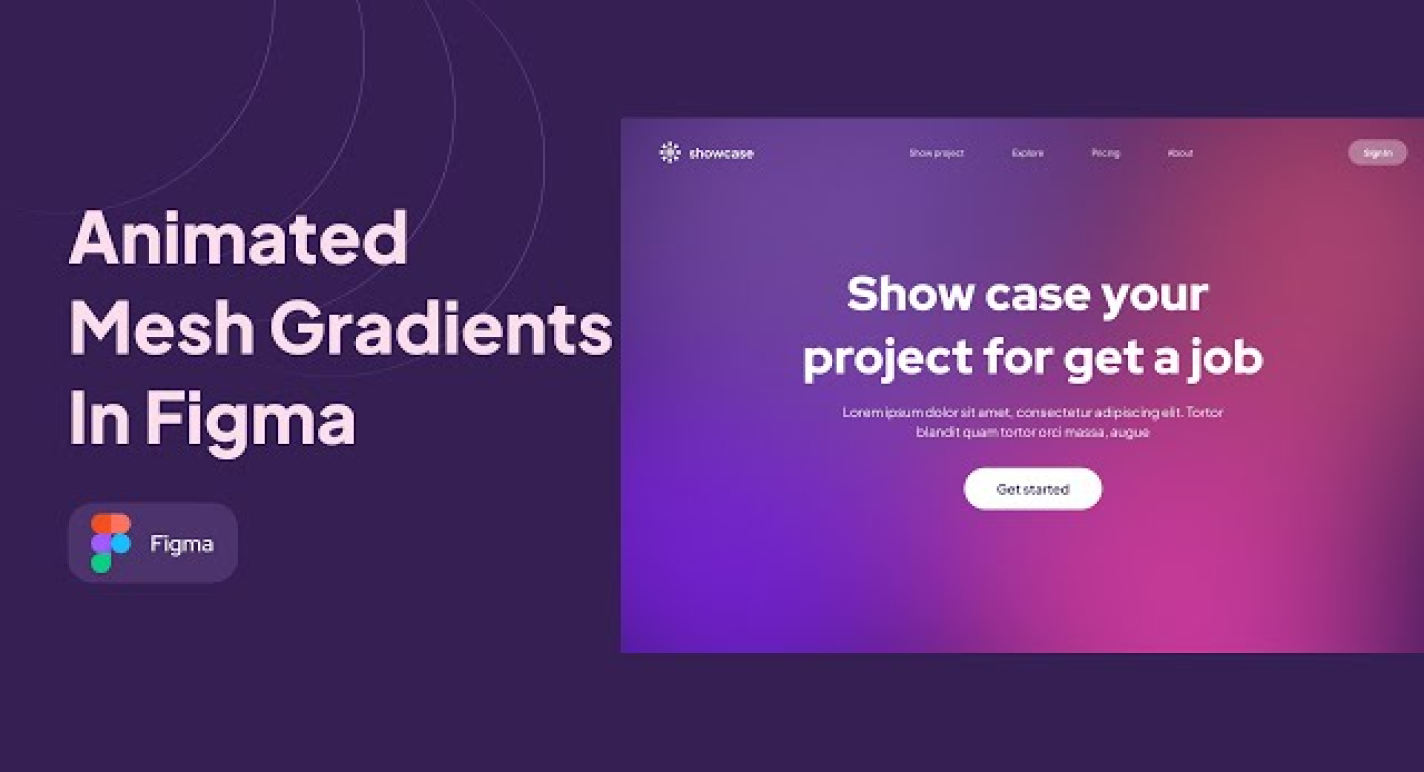 Animated
Mesh Gradients
In Figma
Figma
showcase
Show project
Explore
Pricing
About
Sign In
Show case your
project for get a job
Lorem ipsum dolor sit amet, consectetur adipiscing elit. Tortor
blandit quam tortor orci massa, augue
Get started